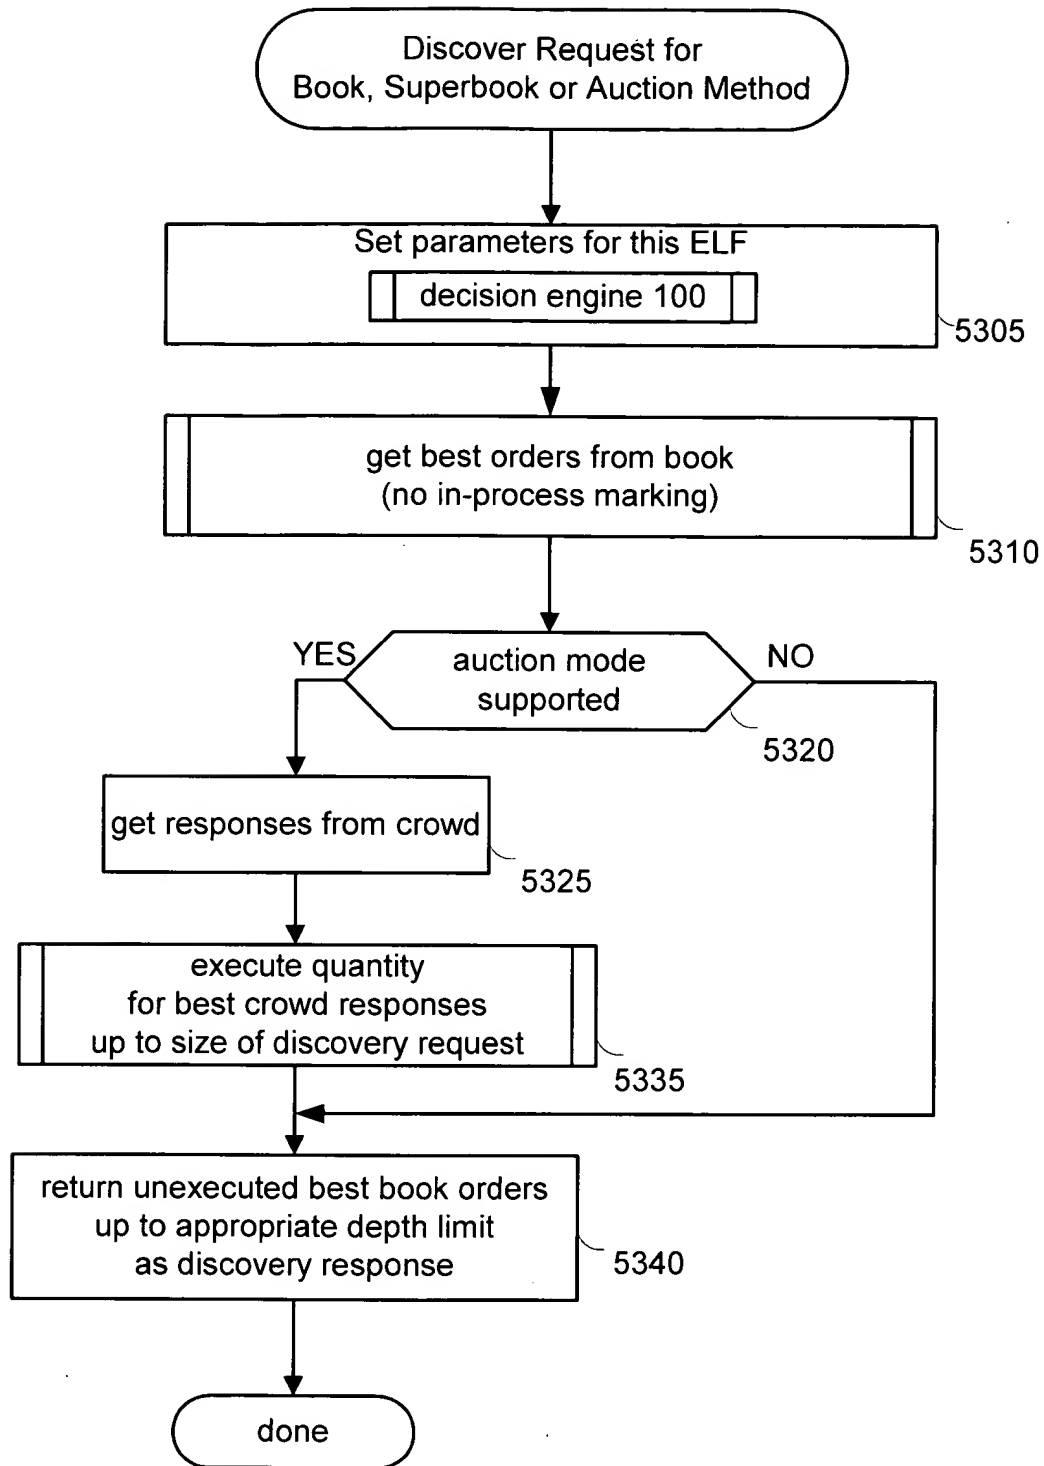 Discover Request for
Book, Superbook or Auction Method
Set parameters for this ELF
decision engine 100
5305
get best orders from book
(no in-process marking)
5310
YES
auction mode
supported
NO
5320
get responses from crowd
5325
execute quantity
for best crowd responses
up to size of discovery request
5335
return unexecuted best book orders
up to appropriate depth limit
as discovery response
5340
done